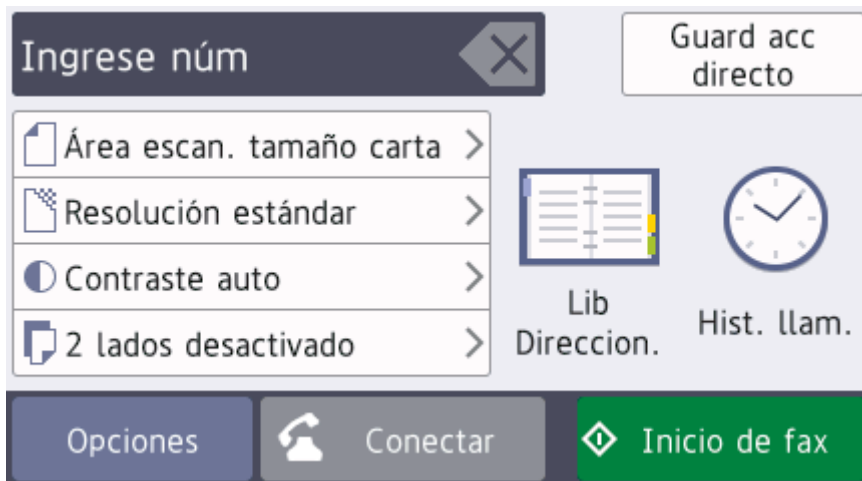 Ingrese núm
Guard acc
directo
Área escan. tamaño carta
Resolución estándar
Contraste auto
2 lados desactivado
Lib
Direccion.
Hist. llam.
Opciones
Conectar
Inicio de fax